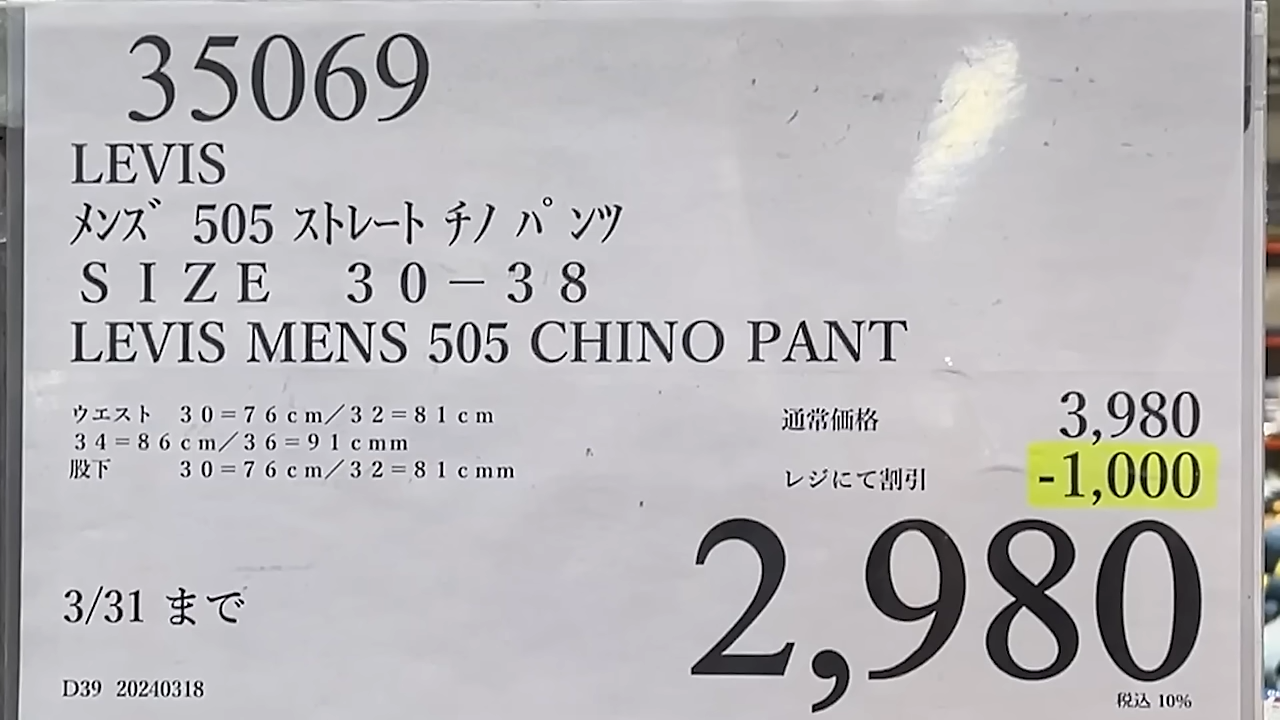 35069
LEVIS
ﾒﾝｽﾞ 505 ｽﾄﾚｰﾄ ﾁﾉ ﾊﾟﾝﾂ
ＳＩＺＥ　３０－３８
LEVIS MENS 505 CHINO PANT
ウエスト　３０＝７６ｃｍ／３２＝８１ｃｍ
３４＝８６ｃｍ／３６＝９１ｃｍｍ
股下　　　３０＝７６ｃｍ／３２＝８１ｃｍｍ
通常価格 3,980
レジにて割引 -1,000
2,980
3/31 まで
税込 10%
D39 20240318